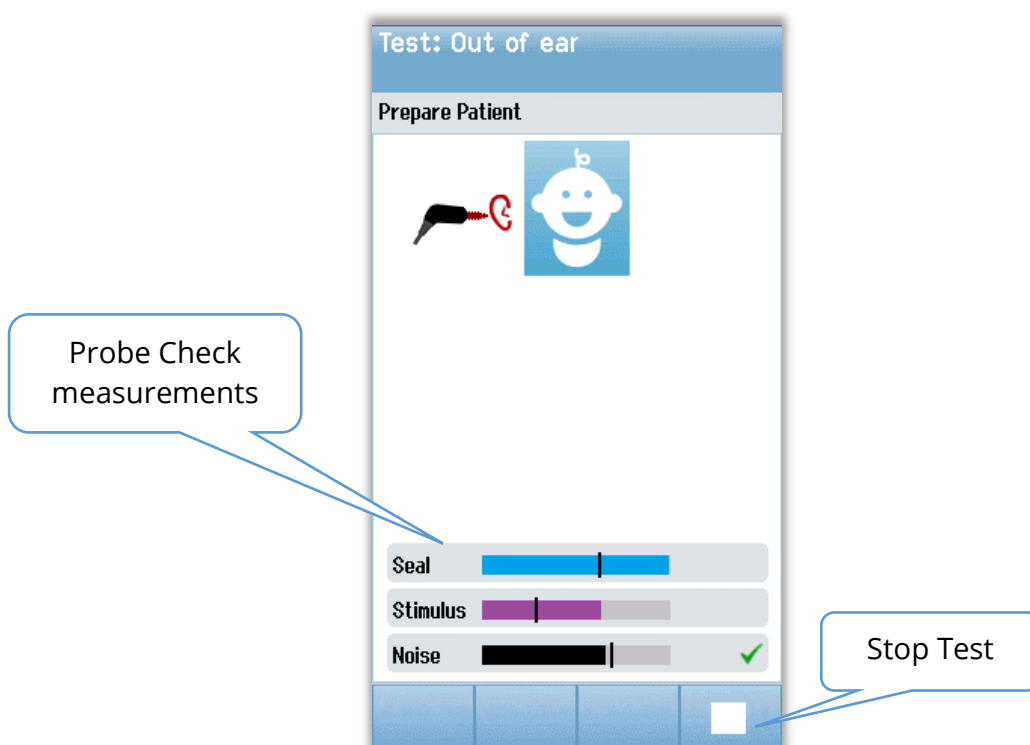 Test: Out of ear
Prepare Patient
Probe Check
measurements
Seal
Stimulus
Noise
Stop Test